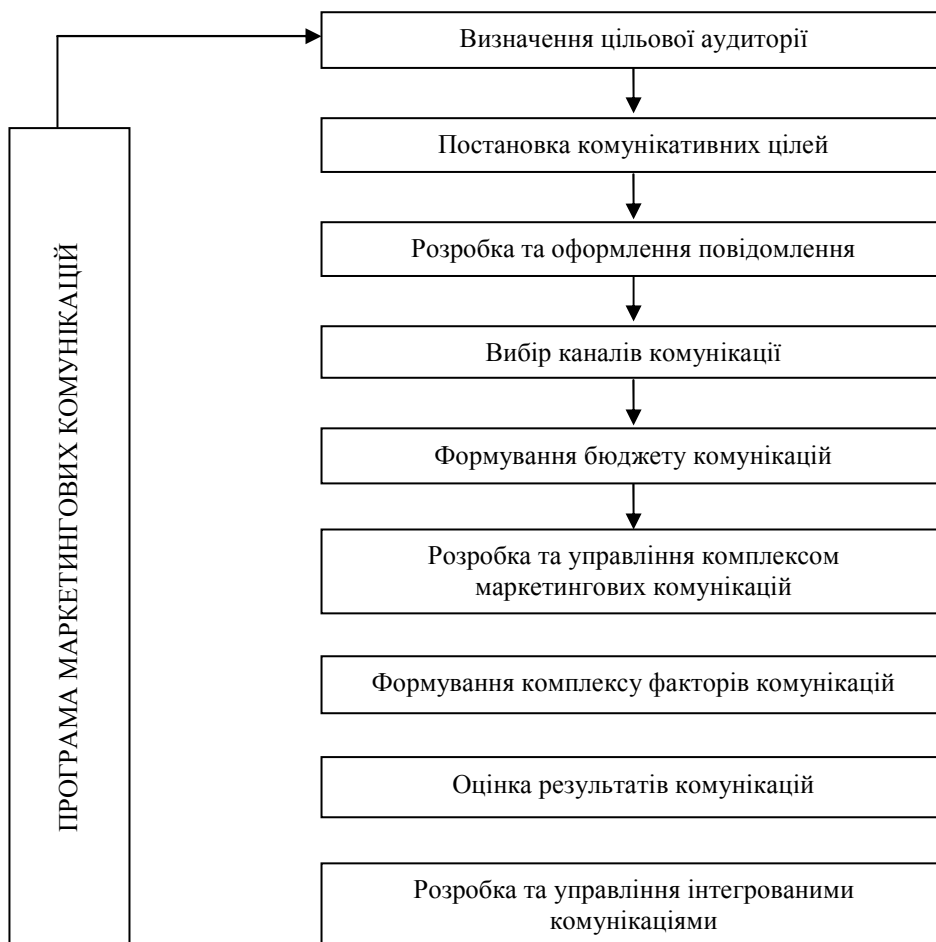 Визначення цільової аудиторії
Постановка комунікативних цілей
Розробка та оформлення повідомлення
Вибір каналів комунікації
Формування бюджету комунікацій
Розробка та управління комплексом
маркетингових комунікацій
Формування комплексу факторів комунікацій
Оцінка результатів комунікацій
Розробка та управління інтегрованими
комунікаціями
ПРОГРАМА МАРКЕТИНГОВИХ КОМУНІКАЦІЙ